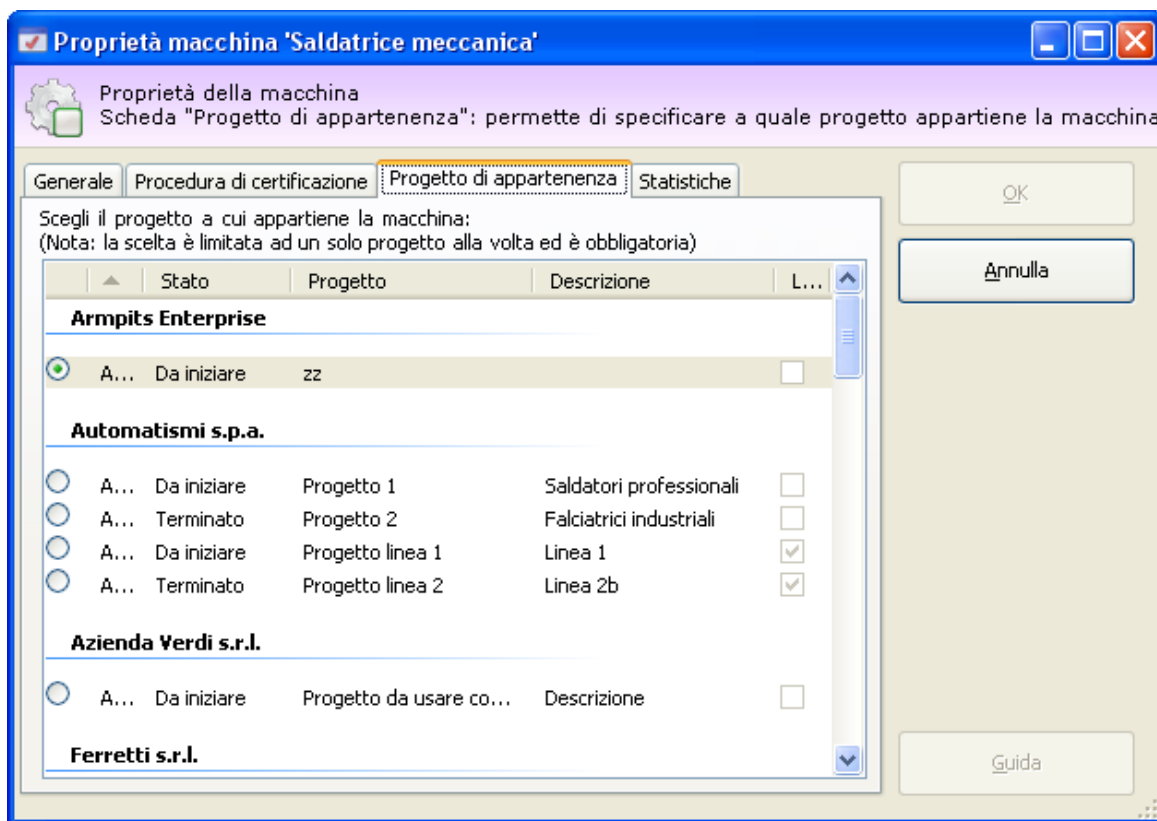 Proprietà macchina 'Saldatrice meccanica'
Proprietà della macchina
Scheda "Progetto di appartenenza": permette di specificare a quale progetto appartiene la macchina
Generale Procedura di certificazione Progetto di appartenenza Statistiche
OK
Scegli il progetto a cui appartiene la macchina:
(Nota: la scelta è limitata ad un solo progetto alla volta ed è obbligatoria)
Annulla
Stato Progetto Descrizione L...
Armpits Enterprise
A... Da iniziare zz
Automatismi s.p.a.
A... Da iniziare Progetto 1 Saldatori professionali
A... Terminato Progetto 2 Falciatrici industriali
A... Da iniziare Progetto linea 1 Linea 1
A... Terminato Progetto linea 2 Linea 2b
Azienda Verdi s.r.l.
A... Da iniziare Progetto da usare co... Descrizione
Ferretti s.r.l.
Guida